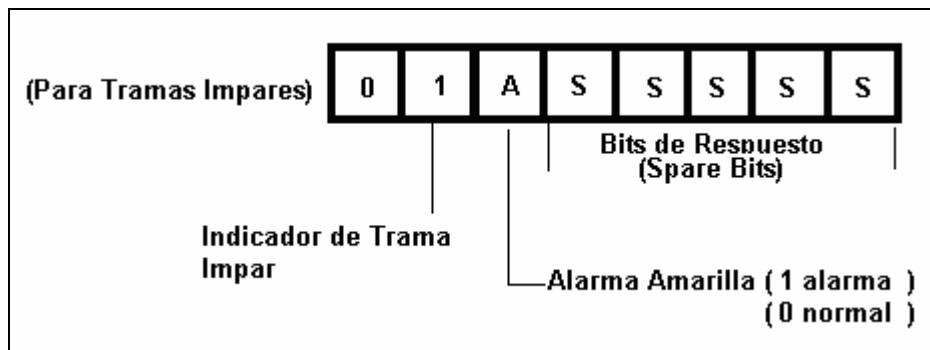 (Para Tramas Impares) 0 1 A S S S S S
Bits de Respuesto
(Spare Bits)
Indicador de Trama
Impar
Alarma Amarilla ( 1 alarma )
( 0 normal )